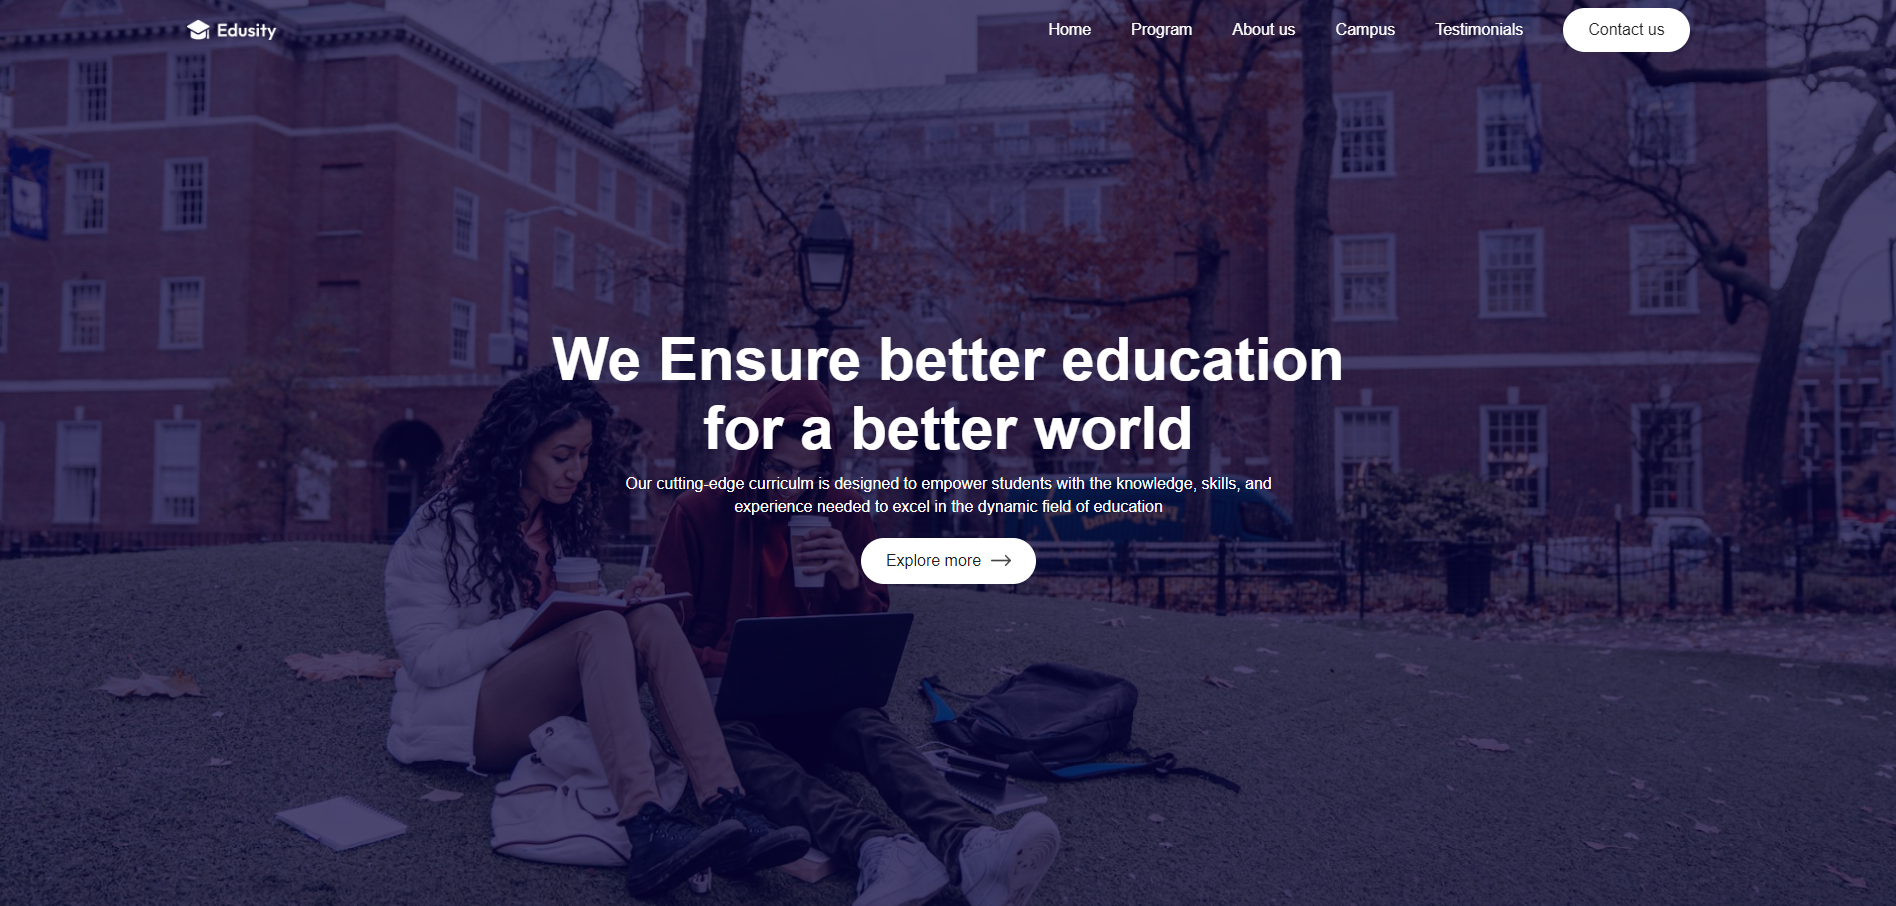 Edusity
Home
Program
About us
Campus
Testimonials
Contact us
We Ensure better education
for a better world
Our cutting-edge curriculm is designed to empower students with the knowledge, skills, and
experience needed to excel in the dynamic field of education
Explore more